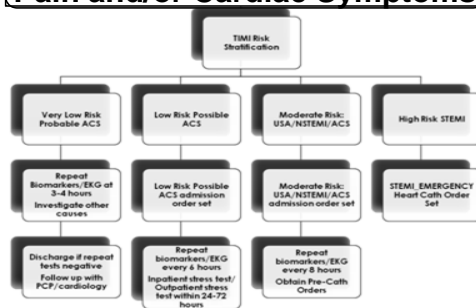 Pain and/or Cardiac Symptoms
TIMI Risk
Stratification
Very Low Risk
Probable ACS
Low Risk Possible
ACS
Moderate Risk:
USA/NSTEMI/ACS
High Risk STEMI
Repeat
Biomarkers/EKG at
3-4 hours
Investigate other
causes
Low Risk Possible
ACS admission
order set
Moderate Risk:
USA/NSTEMI/ACS
admission order set
STEMI_EMERGENCY
Heart Cath Order
Set
Discharge if repeat
tests negative
Follow up with
PCP/cardiology
Repeat
biomarkers/EKG
every 6 hours
Inpatient stress test/
Outpatient stress
test within 24-72
hours
Repeat
biomarkers/EKG
every 8 hours
Obtain Pre-Cath
Orders